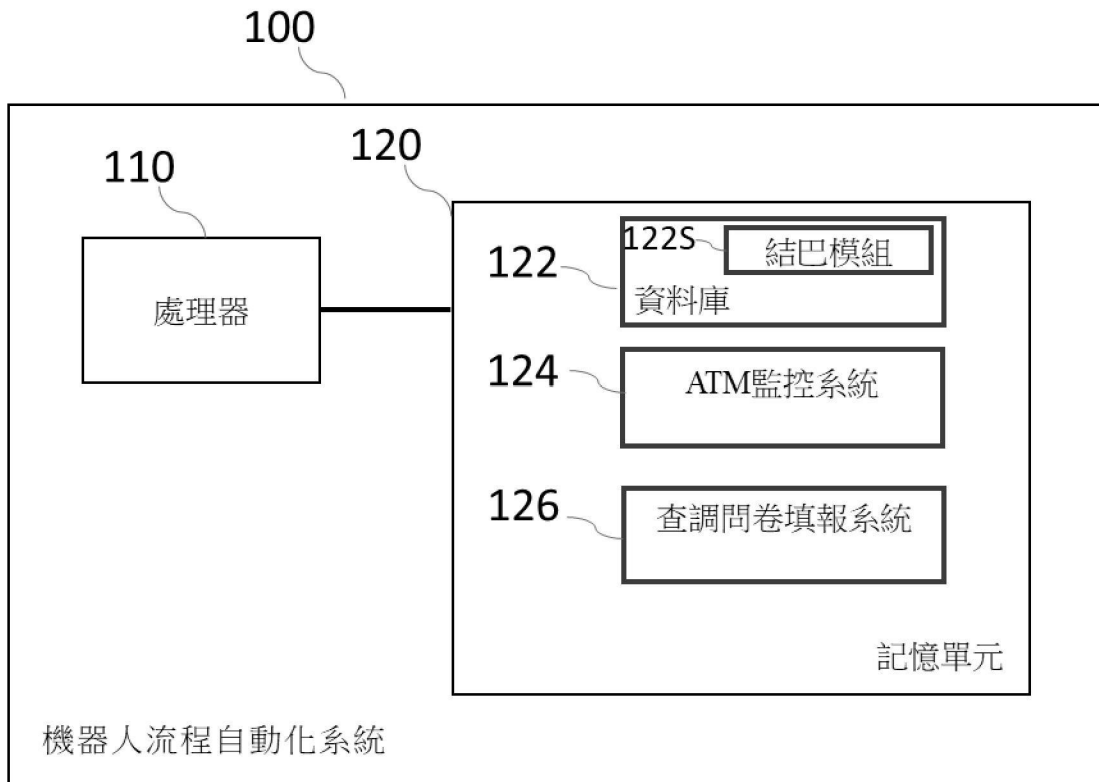 100
110
120
處理器
122
122S
結巴模組
資料庫
124
ATM監控系統
126
查調問卷填報系統
記憶單元
機器人流程自動化系統